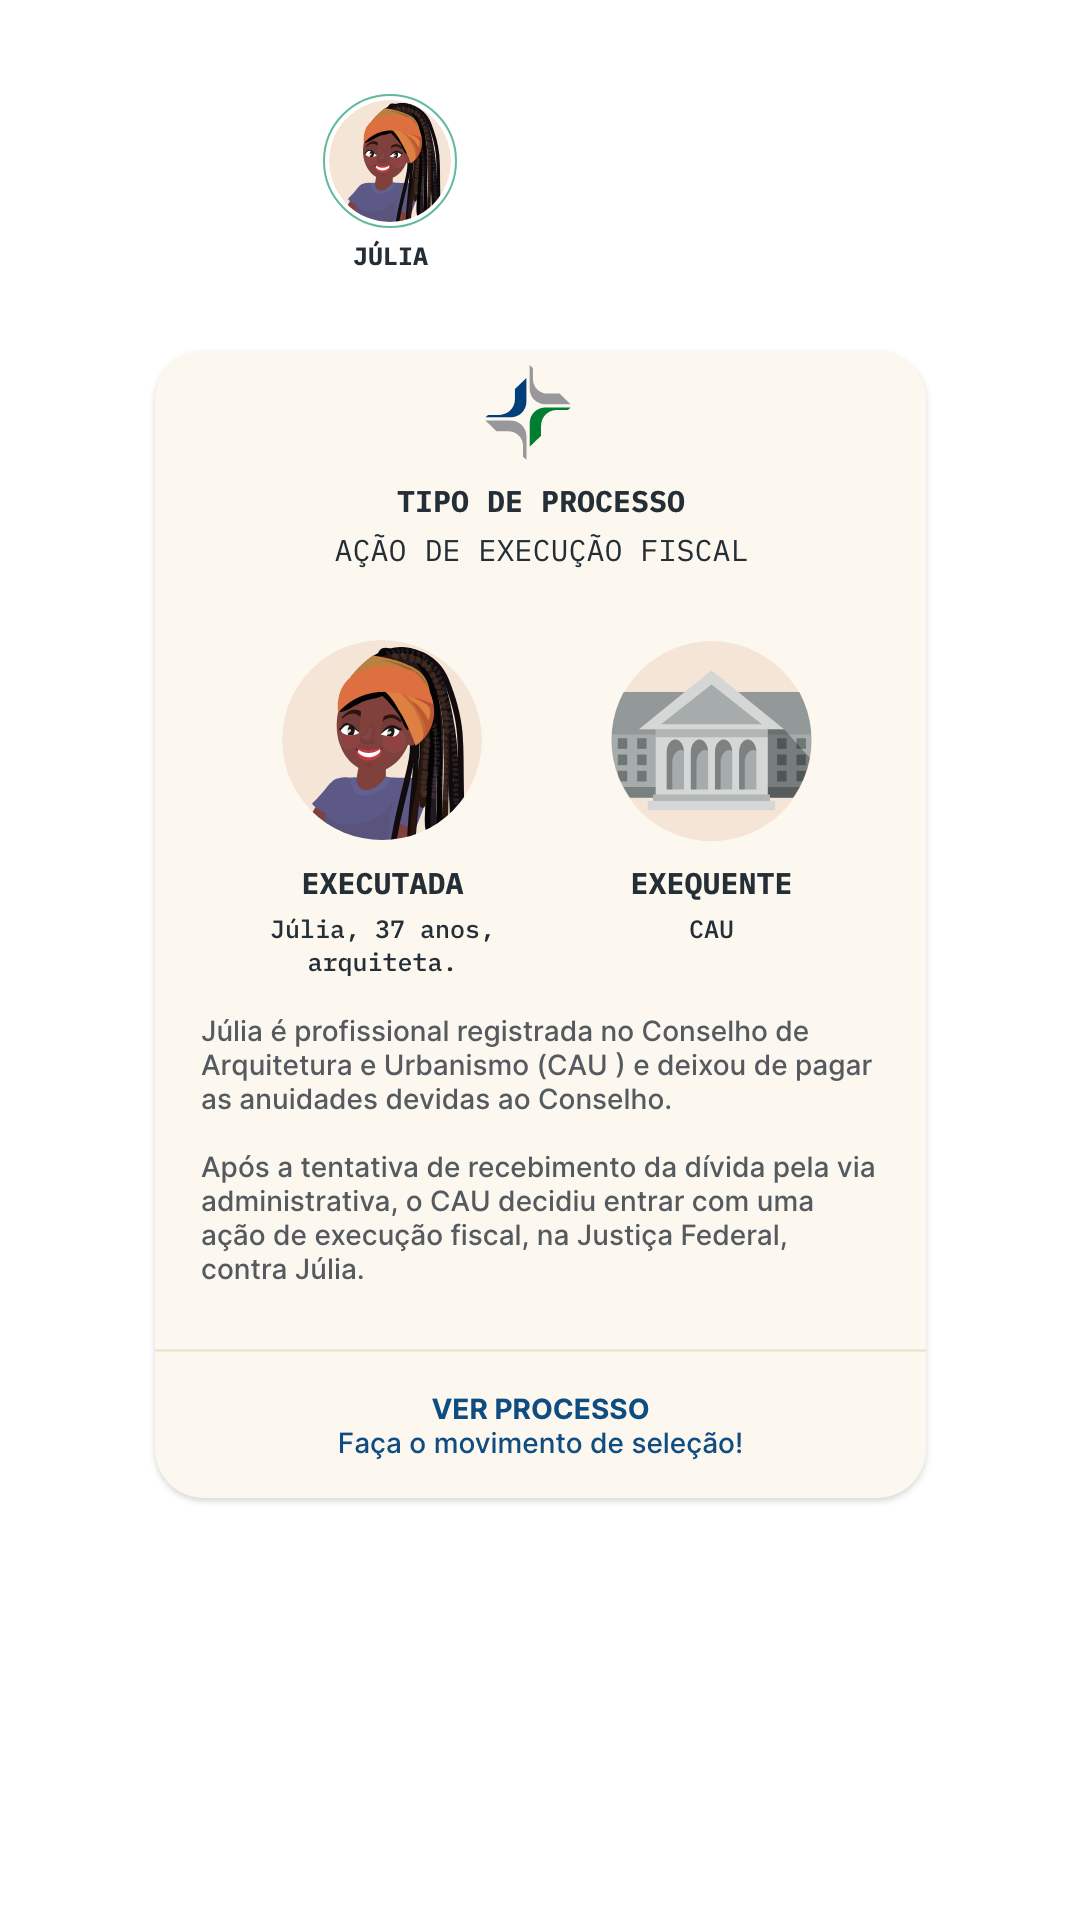 JÚLIA
TIPO DE PROCESSO
AÇÃO DE EXECUÇÃO FISCAL
EXECUTADA
Júlia, 37 anos,
arquiteta.
EXEQUENTE
CAU
Júlia é profissional registrada no Conselho de
Arquitetura e Urbanismo (CAU ) e deixou de pagar
as anuidades devidas ao Conselho.
Após a tentativa de recebimento da dívida pela via
administrativa, o CAU decidiu entrar com uma
ação de execução fiscal, na Justiça Federal,
contra Júlia.
VER PROCESSO
Faça o movimento de seleção!